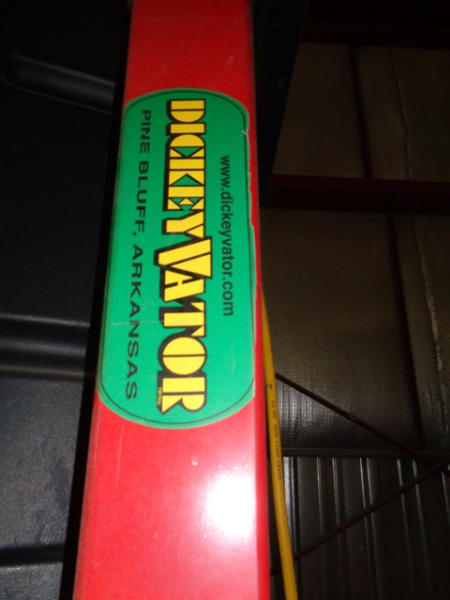 www.dickeyvator.com
DICKEYVATOR
PINE BLUFF, ARKANSAS